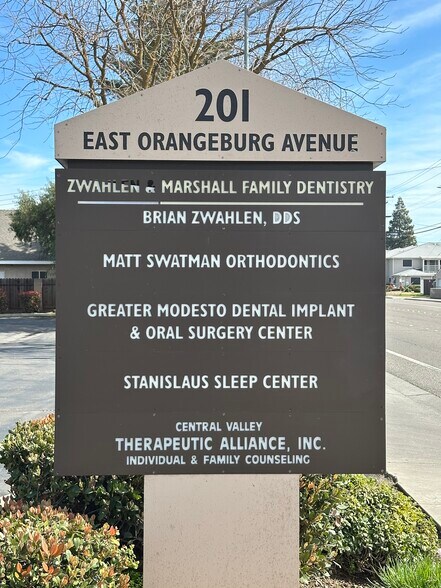 201
EAST ORANGEBURG AVENUE
ZWAHLEN & MARSHALL FAMILY DENTISTRY
BRIAN ZWAHLEN, DDS
MATT SWATMAN ORTHODONTICS
GREATER MODESTO DENTAL IMPLANT
& ORAL SURGERY CENTER
STANISLAUS SLEEP CENTER
CENTRAL VALLEY
THERAPEUTIC ALLIANCE, INC.
INDIVIDUAL & FAMILY COUNSELING